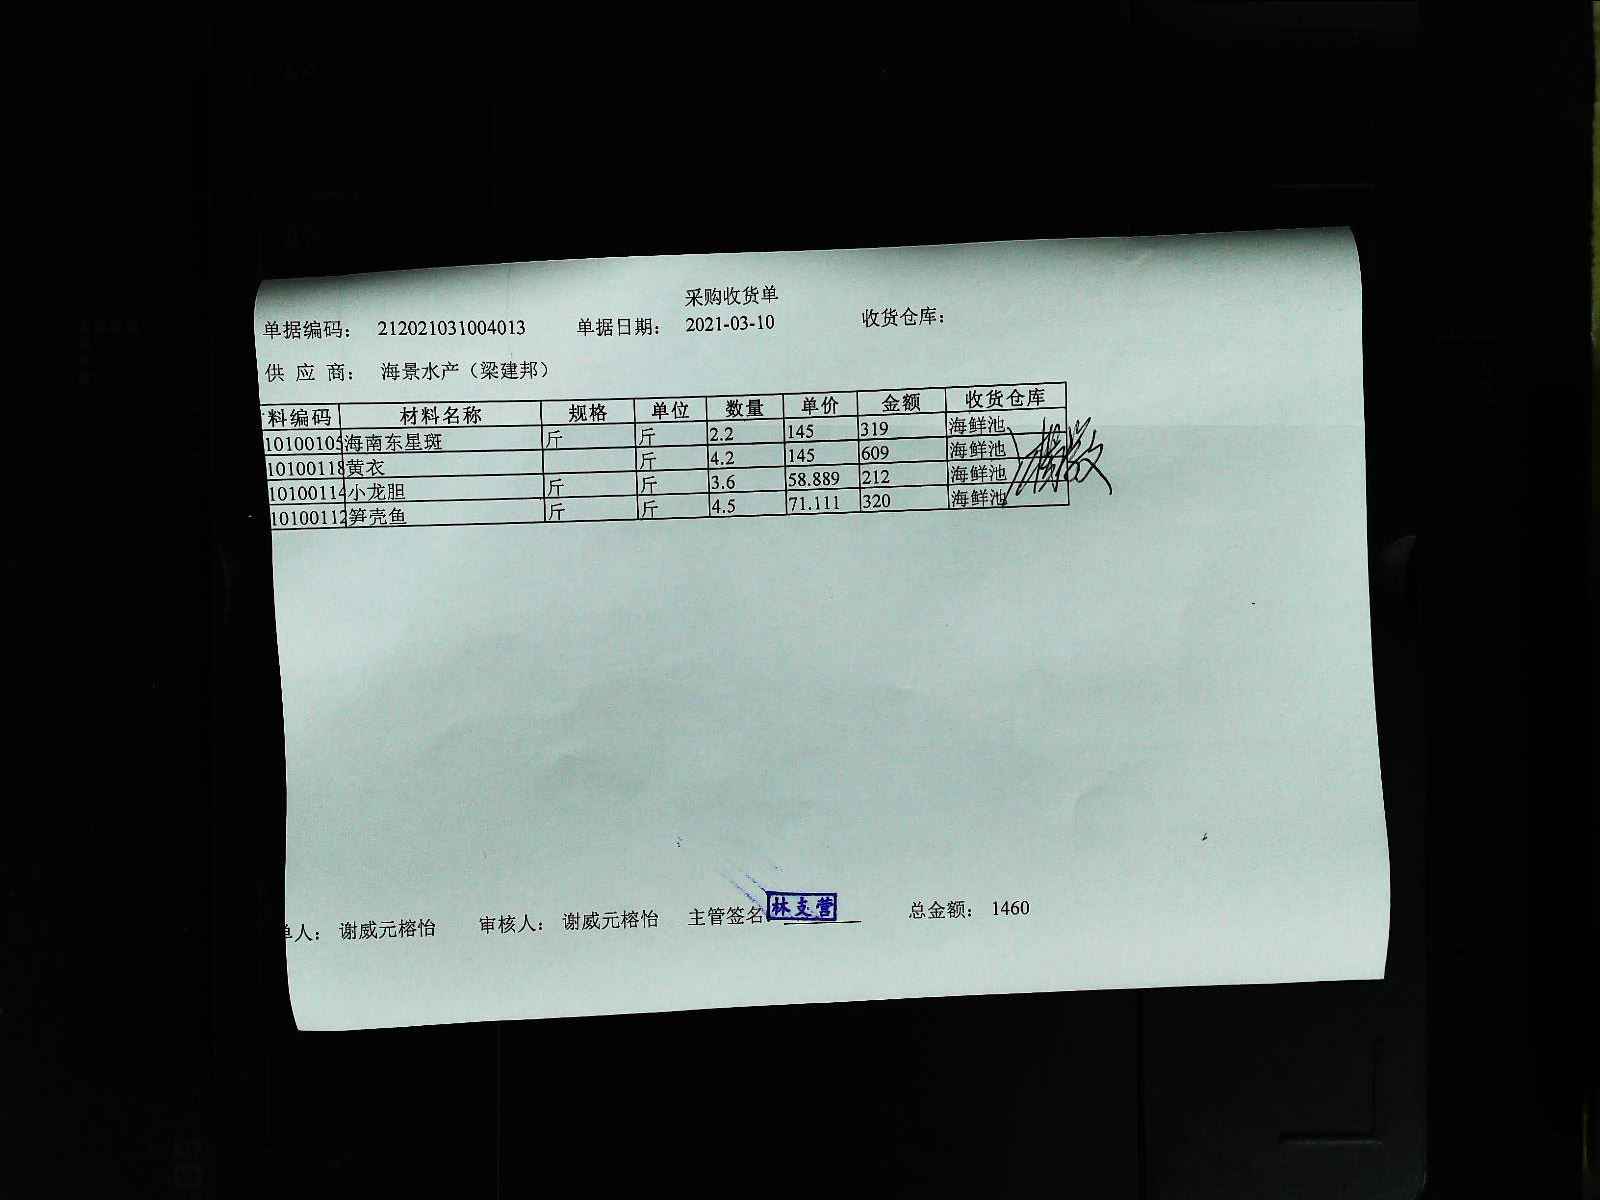 采购收货单
单据编码： 212021031004013 单据日期： 2021-03-10 收货仓库：
供 应 商： 海景水产（梁建邦）
料编码 材料名称 规格 单位 数量 单价 金额 收货仓库
10100105 海南东星斑 斤 斤 2.2 145 319 海鲜池
10100118 黄衣 斤 4.2 145 609 海鲜池
10100114 小龙胆 斤 斤 3.6 58.889 212 海鲜池
10100112 笋壳鱼 斤 斤 4.5 71.111 320 海鲜池
单人： 谢威元榕怡 审核人： 谢威元榕怡 主管签名： 林支营 总金额： 1460